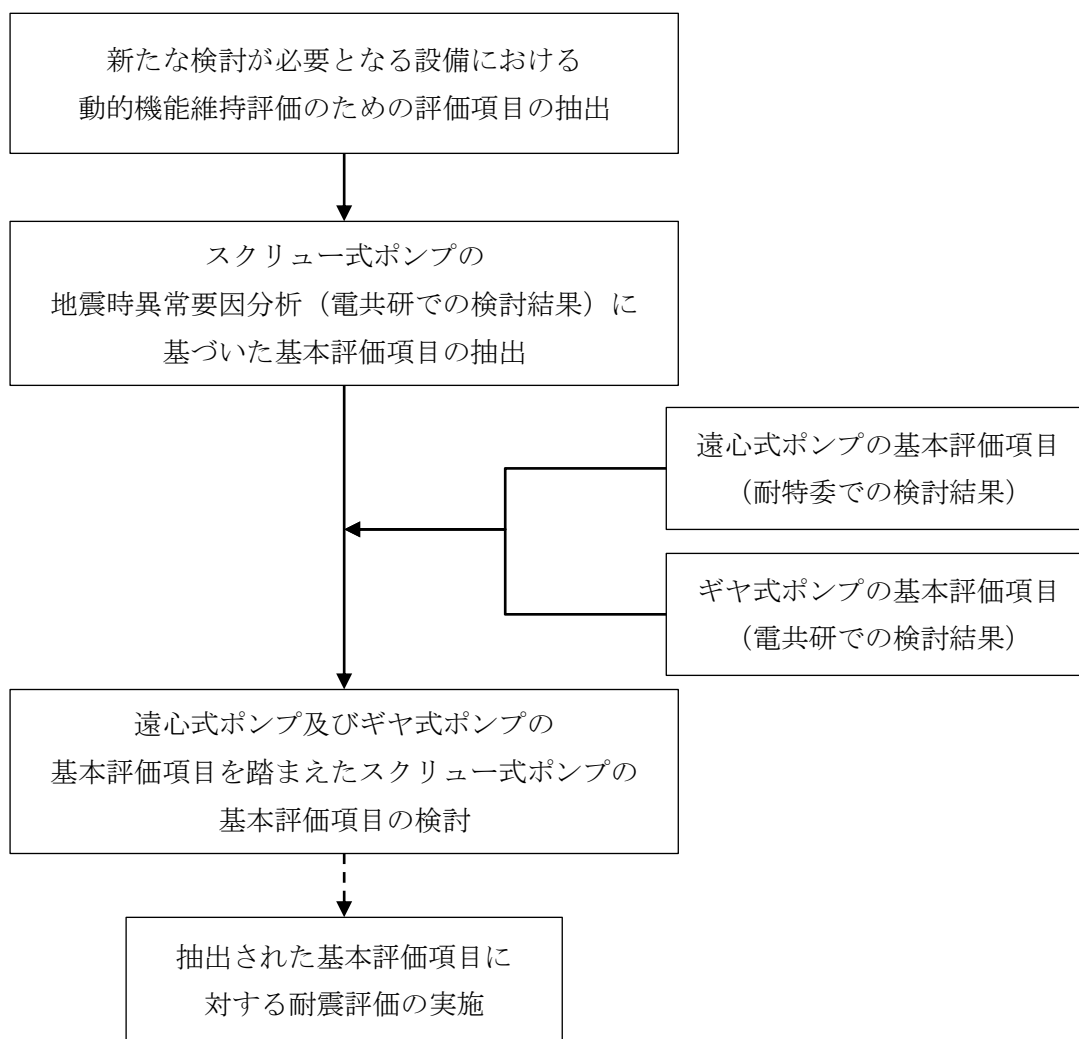 新たな検討が必要となる設備における
動的機能維持評価のための評価項目の抽出
スクリュー式ポンプの
地震時異常要因分析（電共研での検討結果）に
基づいた基本評価項目の抽出
遠心式ポンプの基本評価項目
（耐特委での検討結果）
ギヤ式ポンプの基本評価項目
（電共研での検討結果）
遠心式ポンプ及びギヤ式ポンプの
基本評価項目を踏まえたスクリュー式ポンプの
基本評価項目の検討
抽出された基本評価項目に
対する耐震評価の実施